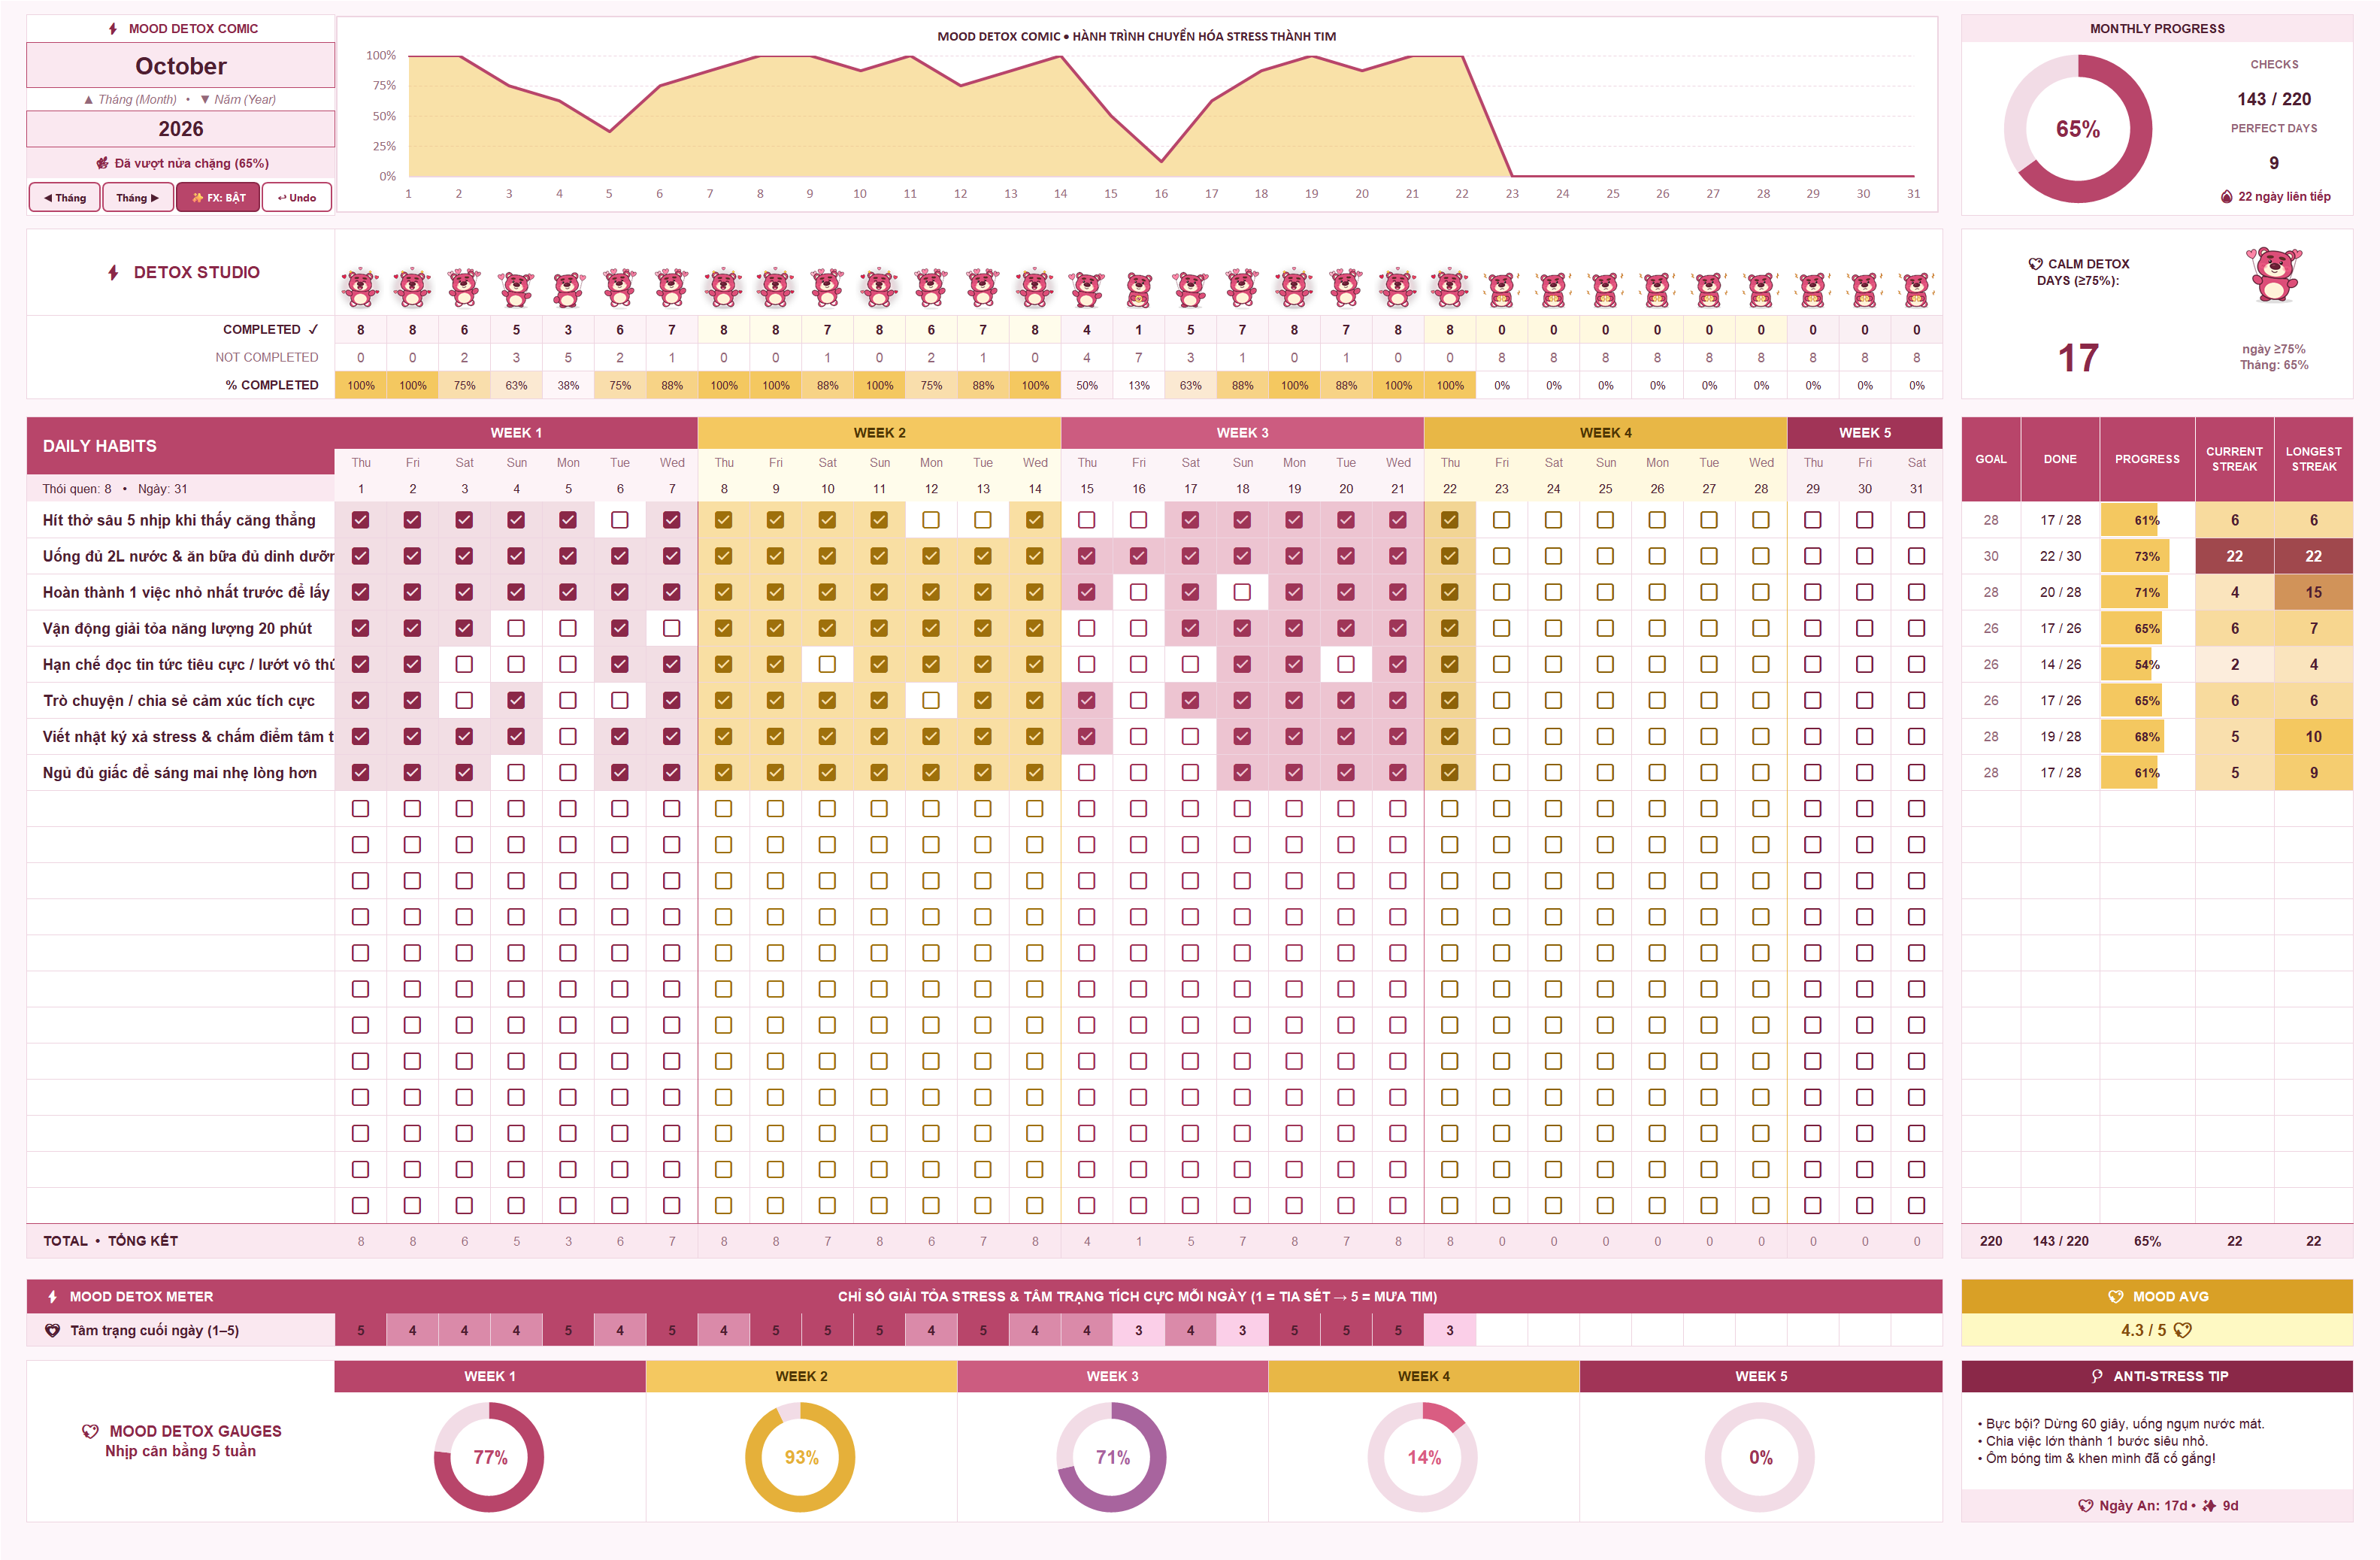 MOOD DETOX COMIC
October
▲ Tháng (Month) • ▼ Năm (Year)
2026
Đã vượt nửa chặng (65%)
◀ Tháng Tháng ▶ ✨ FX: BẬT ↩ Undo
MOOD DETOX COMIC • HÀNH TRÌNH CHUYỂN HÓA STRESS THÀNH TIM
100%
75%
50%
25%
0%
1 2 3 4 5 6 7 8 9 10 11 12 13 14 15 16 17 18 19 20 21 22 23 24 25 26 27 28 29 30 31
MONTHLY PROGRESS
65%
CHECKS
143 / 220
PERFECT DAYS
9
22 ngày liên tiếp
DETOX STUDIO
COMPLETED ✓ 8 8 6 5 3 6 7 8 8 7 8 6 7 8 4 1 5 7 8 7 8 8 0 0 0 0 0 0 0 0 0
NOT COMPLETED 0 0 2 3 5 2 1 0 0 1 0 2 1 0 4 7 3 1 0 1 0 0 8 8 8 8 8 8 8 8 8
% COMPLETED 100% 100% 75% 63% 38% 75% 88% 100% 100% 88% 100% 75% 88% 100% 50% 13% 63% 88% 100% 88% 100% 100% 0% 0% 0% 0% 0% 0% 0% 0% 0%
CALM DETOX
DAYS (≥75%):
17
ngày ≥75%
Tháng: 65%
DAILY HABITS
WEEK 1 WEEK 2 WEEK 3 WEEK 4 WEEK 5
Thu Fri Sat Sun Mon Tue Wed Thu Fri Sat Sun Mon Tue Wed Thu Fri Sat Sun Mon Tue Wed Thu Fri Sat Sun Mon Tue Wed Thu Fri Sat
Thói quen: 8 • Ngày: 31
1 2 3 4 5 6 7 8 9 10 11 12 13 14 15 16 17 18 19 20 21 22 23 24 25 26 27 28 29 30 31
GOAL DONE PROGRESS CURRENT STREAK LONGEST STREAK
Hít thở sâu 5 nhịp khi thấy căng thẳng 28 17 / 28 61% 6 6
Uống đủ 2L nước & ăn bữa đủ dinh dưỡn 30 22 / 30 73% 22 22
Hoàn thành 1 việc nhỏ nhất trước để lấy 28 20 / 28 71% 4 15
Vận động giải tỏa năng lượng 20 phút 26 17 / 26 65% 6 7
Hạn chế đọc tin tức tiêu cực / lướt vô thứ 26 14 / 26 54% 2 4
Trò chuyện / chia sẻ cảm xúc tích cực 26 17 / 26 65% 6 6
Viết nhật ký xả stress & chấm điểm tâm t 28 19 / 28 68% 5 10
Ngủ đủ giấc để sáng mai nhẹ lòng hơn 28 17 / 28 61% 5 9
TOTAL • TỔNG KẾT 8 8 6 5 3 6 7 8 8 7 8 6 7 8 4 1 5 7 8 7 8 8 0 0 0 0 0 0 0 0 0 220 143 / 220 65% 22 22
MOOD DETOX METER
CHỈ SỐ GIẢI TỎA STRESS & TÂM TRẠNG TÍCH CỰC MỖI NGÀY (1 = TIA SÉT → 5 = MƯA TIM)
Tâm trạng cuối ngày (1–5) 5 4 4 4 5 4 5 4 5 5 5 4 5 4 4 3 4 3 5 5 5 3
MOOD AVG
4.3 / 5
MOOD DETOX GAUGES
Nhịp cân bằng 5 tuần
WEEK 1 WEEK 2 WEEK 3 WEEK 4 WEEK 5
77% 93% 71% 14% 0%
ANTI-STRESS TIP
• Bực bội? Dừng 60 giây, uống ngụm nước mát.
• Chia việc lớn thành 1 bước siêu nhỏ.
• Ôm bóng tim & khen mình đã cố gắng!
Ngày An: 17d • 9d